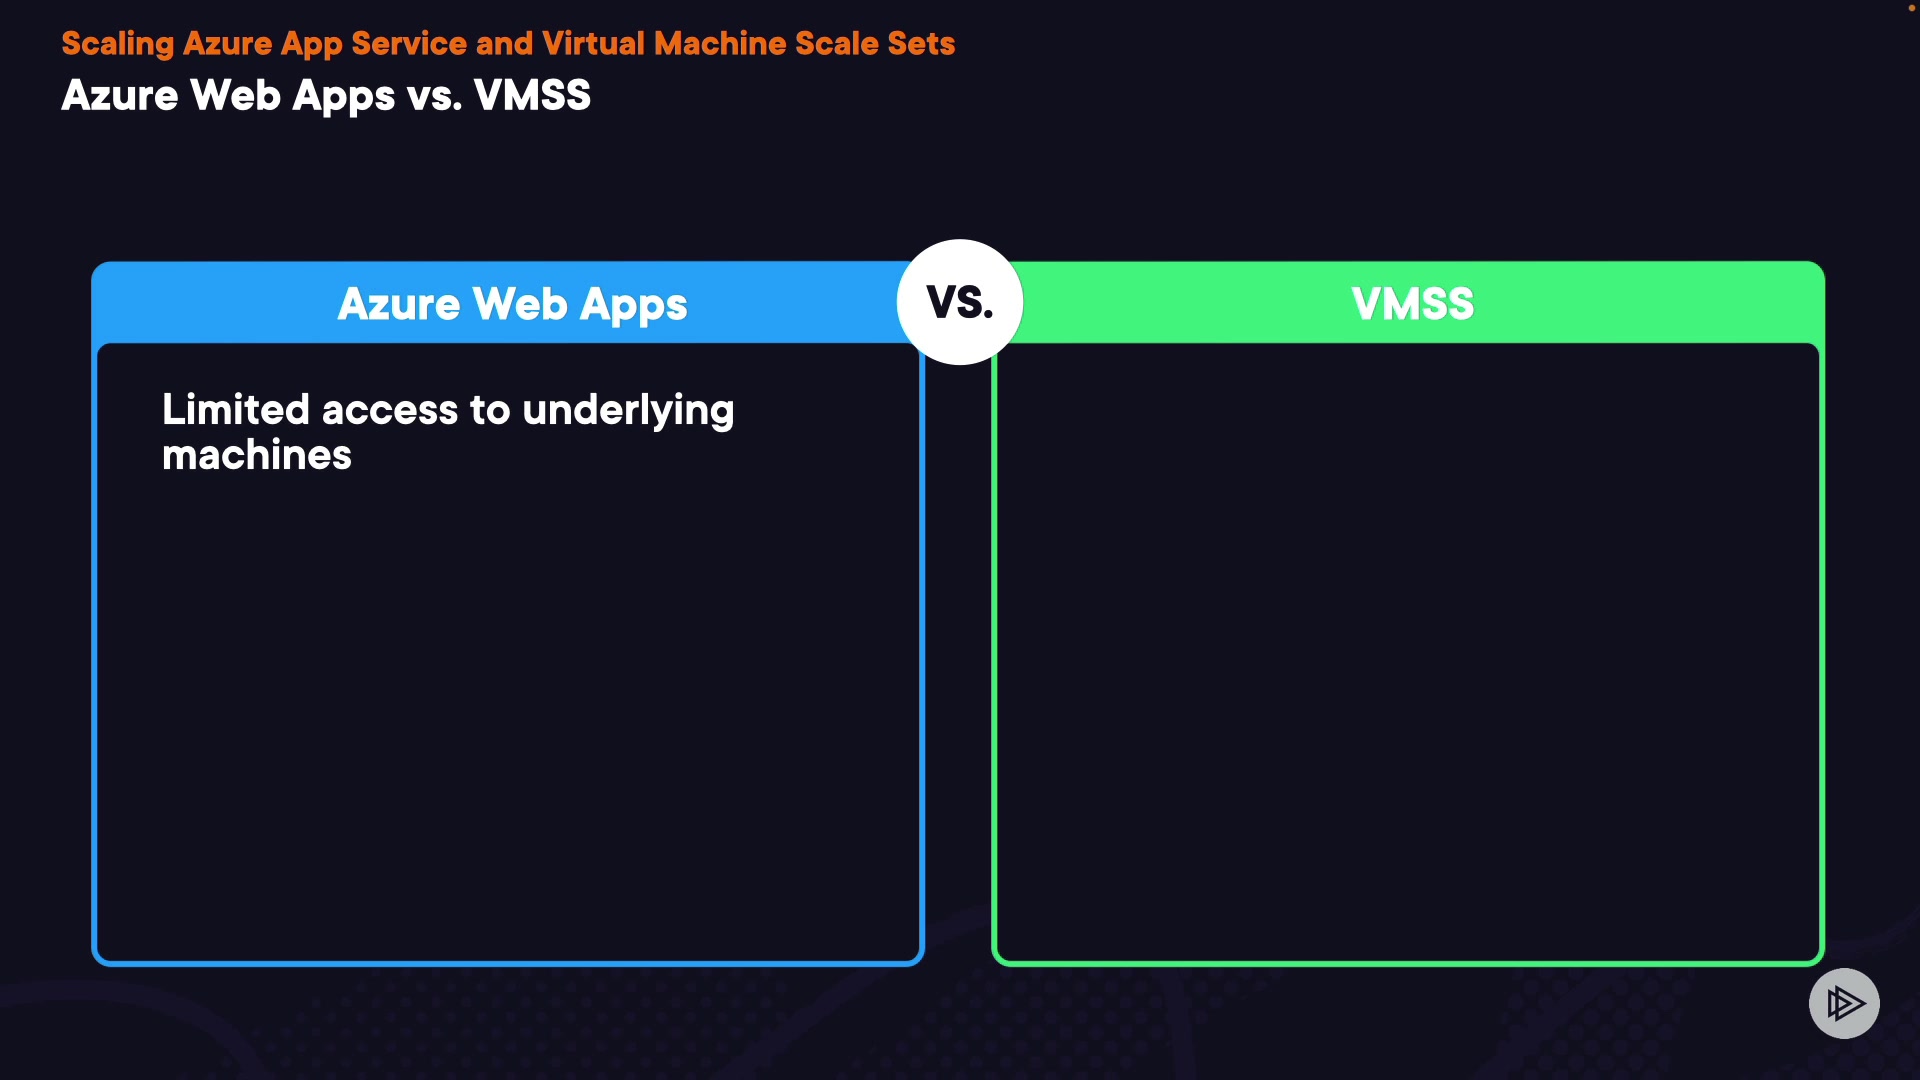 Scaling Azure App Service and Virtual Machine Scale Sets
Azure Web Apps vs. VMSS
Azure Web Apps
VS.
VMSS
Limited access to underlying
machines